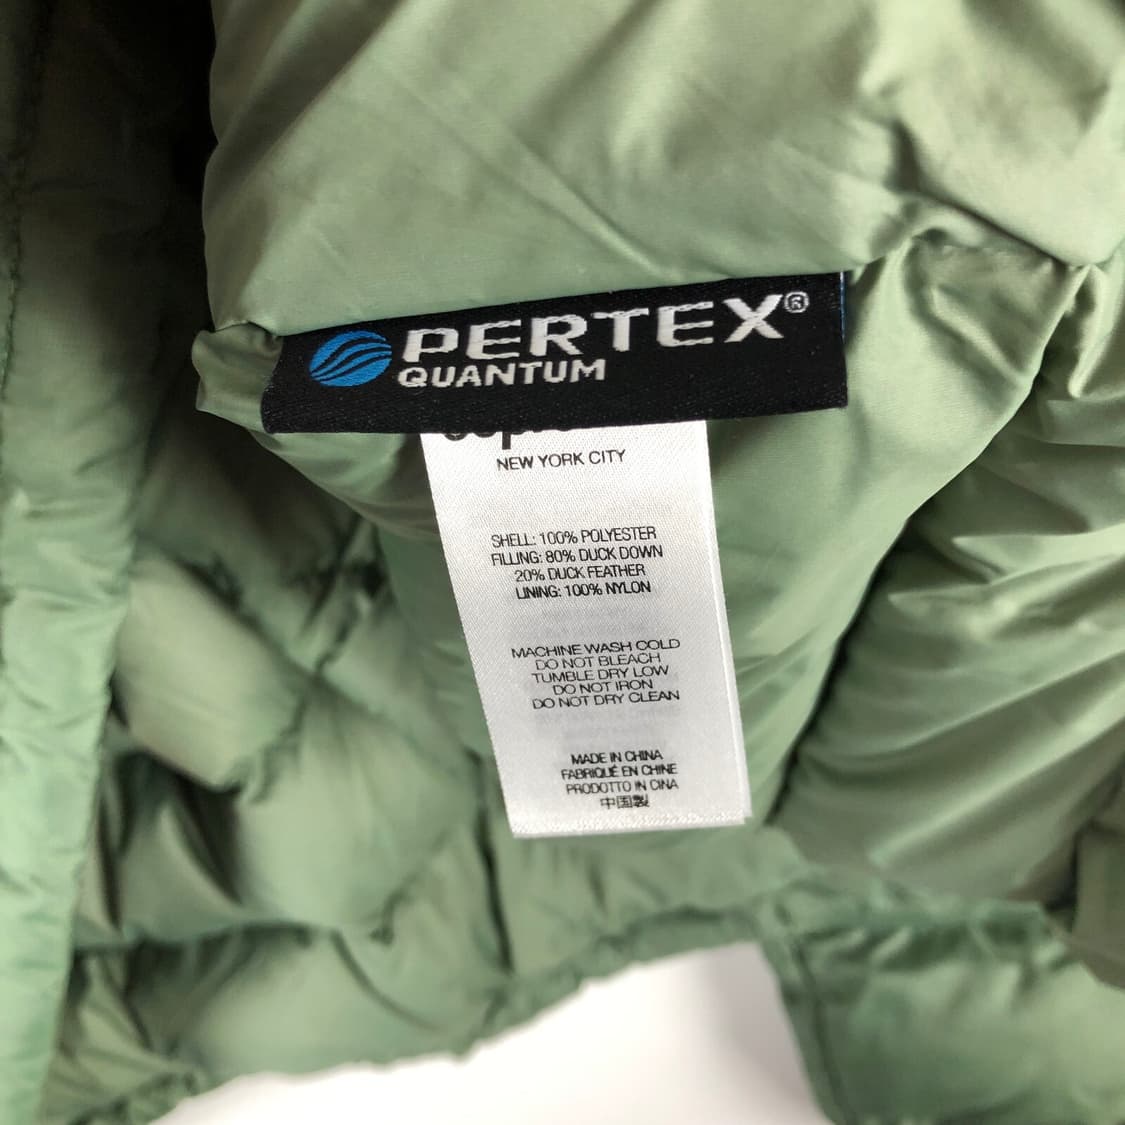 PERTEX®
QUANTUM
NEW YORK CITY
SHELL: 100% POLYESTER
FILLING: 80% DUCK DOWN
20% DUCK FEATHER
LINING: 100% NYLON
MACHINE WASH COLD
DO NOT BLEACH
TUMBLE DRY LOW
DO NOT IRON
DO NOT DRY CLEAN
MADE IN CHINA
FABRIQUÉ EN CHINE
PRODOTTO IN CINA
中国製